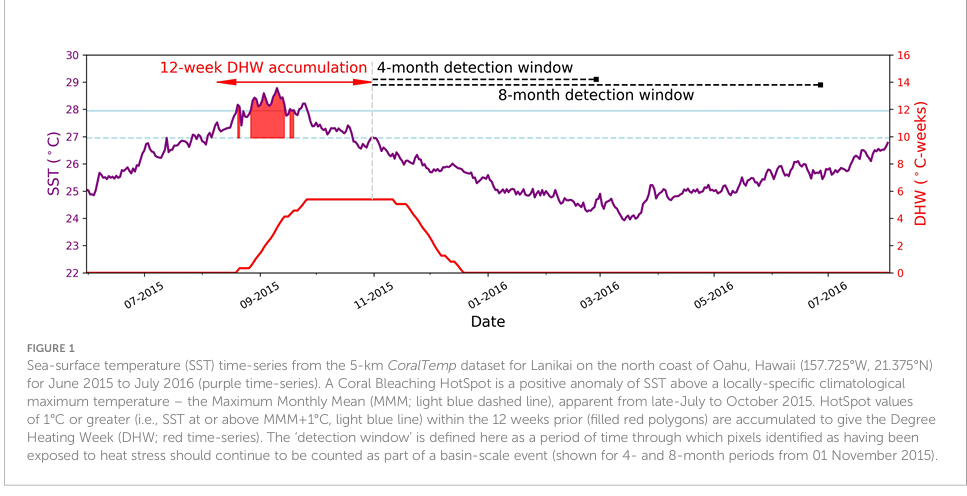 30
29
28
27
26
25
24
23
22
SST (°C)
12-week DHW accumulation
4-month detection window
8-month detection window
16
14
12
10
8
6
4
2
0
DHW (°C-weeks)
07-2015
09-2015
11-2015
01-2016
03-2016
05-2016
07-2016
Date
FIGURE 1
Sea-surface temperature (SST) time-series from the 5-km CoralTemp dataset for Lanikai on the north coast of Oahu, Hawaii (157.725°W, 21.375°N)
for June 2015 to July 2016 (purple time-series). A Coral Bleaching HotSpot is a positive anomaly of SST above a locally-specific climatological
maximum temperature – the Maximum Monthly Mean (MMM; light blue dashed line), apparent from late-July to October 2015. HotSpot values
of 1°C or greater (i.e., SST at or above MMM+1°C, light blue line) within the 12 weeks prior (filled red polygons) are accumulated to give the Degree
Heating Week (DHW; red time-series). The ‘detection window’ is defined here as a period of time through which pixels identified as having been
exposed to heat stress should continue to be counted as part of a basin-scale event (shown for 4- and 8-month periods from 01 November 2015).